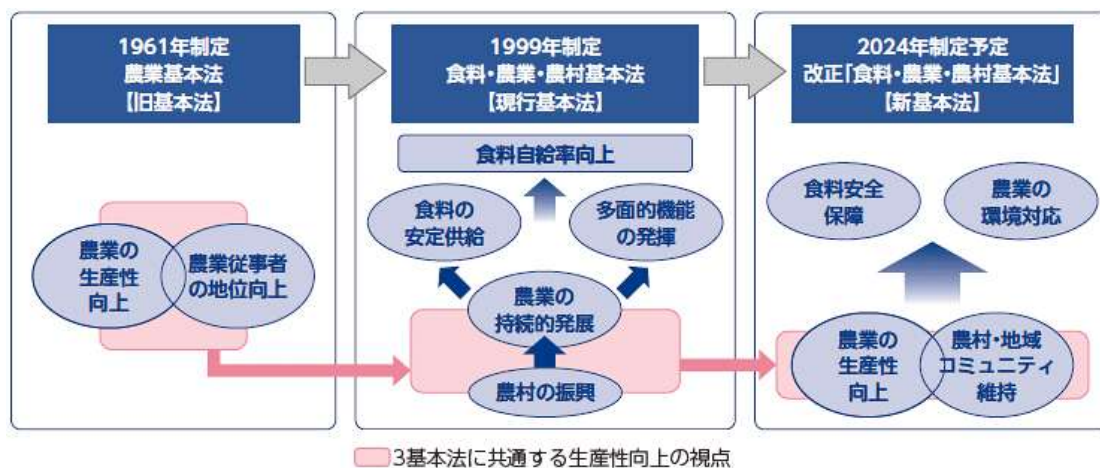 1961年制定
農業基本法
【旧基本法】
農業の
生産性
向上
農業従事者
の地位向上
1999年制定
食料・農業・農村基本法
【現行基本法】
食料自給率向上
食料の
安定供給
多面的機能
の発揮
農業の
持続的発展
農村の振興
2024年制定予定
改正「食料・農業・農村基本法」
【新基本法】
食料安全
保障
農業の
環境対応
農業の
生産性
向上
農村・地域
コミュニティ
維持
3基本法に共通する生産性向上の視点